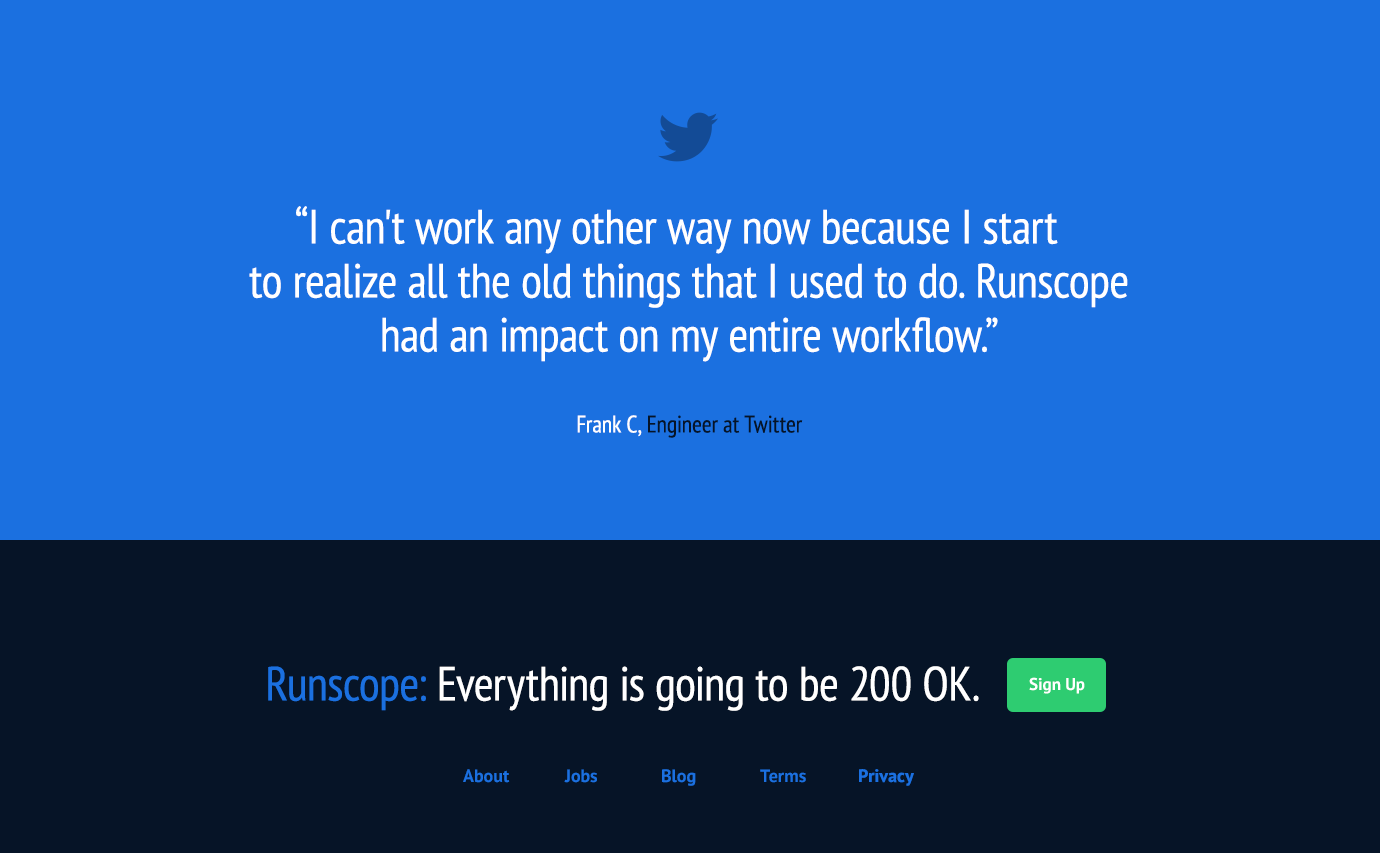 “I can't work any other way now because I start
to realize all the old things that I used to do. Runscope
had an impact on my entire workflow.”
Frank C, Engineer at Twitter
Runscope: Everything is going to be 200 OK.
Sign Up
About Jobs Blog Terms Privacy